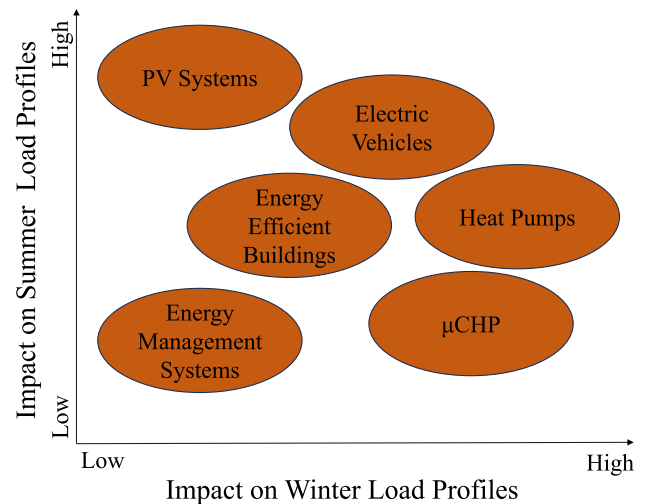 High
Impact on Summer Load Profiles
Low
PV Systems
Electric
Vehicles
Energy
Efficient
Buildings
Heat Pumps
Energy
Management
Systems
μCHP
Low
High
Impact on Winter Load Profiles